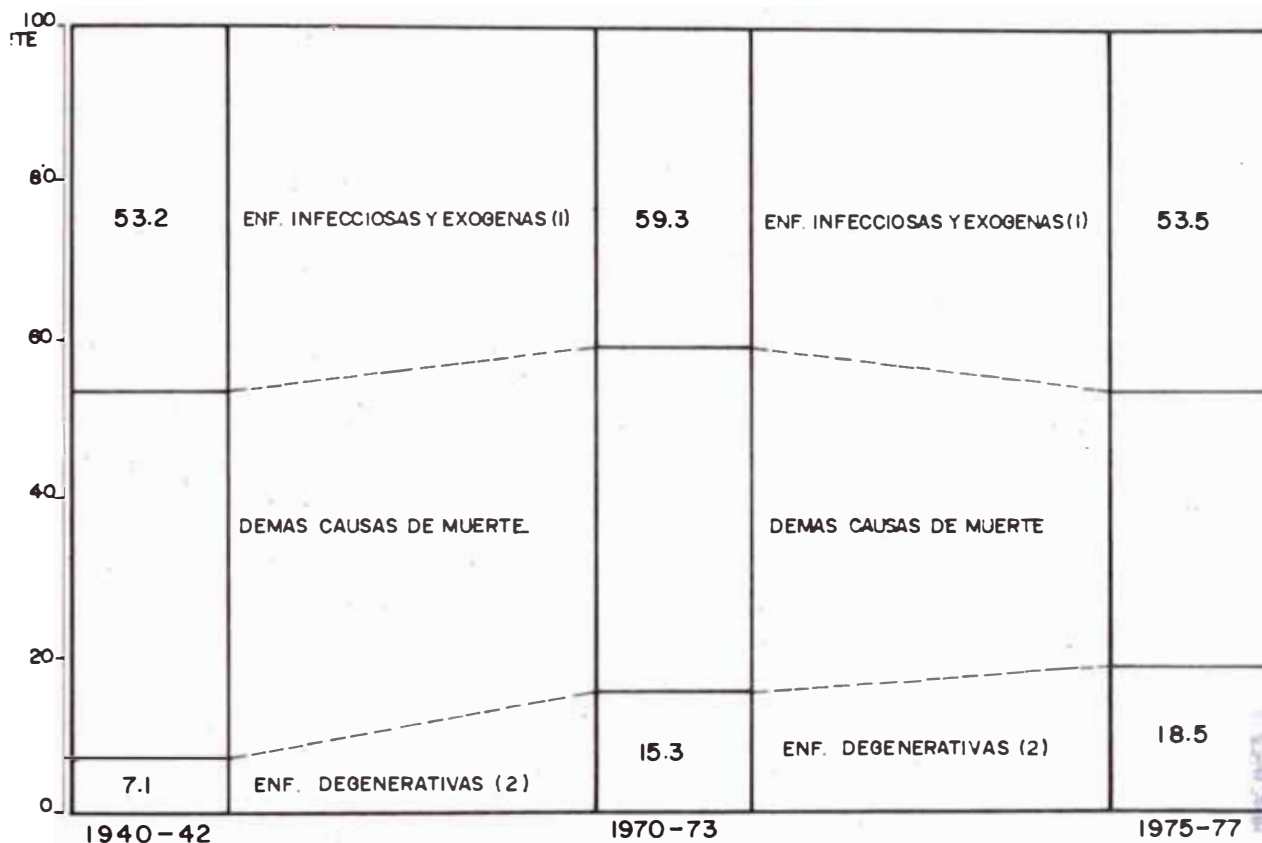 100
TE
80
53.2 ENF. INFECCIOSAS Y EXOGENAS (1) 59.3 ENF. INFECCIOSAS Y EXOGENAS (1) 53.5
60
40
DEMAS CAUSAS DE MUERTE DEMAS CAUSAS DE MUERTE
20
7.1 ENF. DEGENERATIVAS (2) 15.3 ENF. DEGENERATIVAS (2) 18.5
0
1940-42 1970-73 1975-77